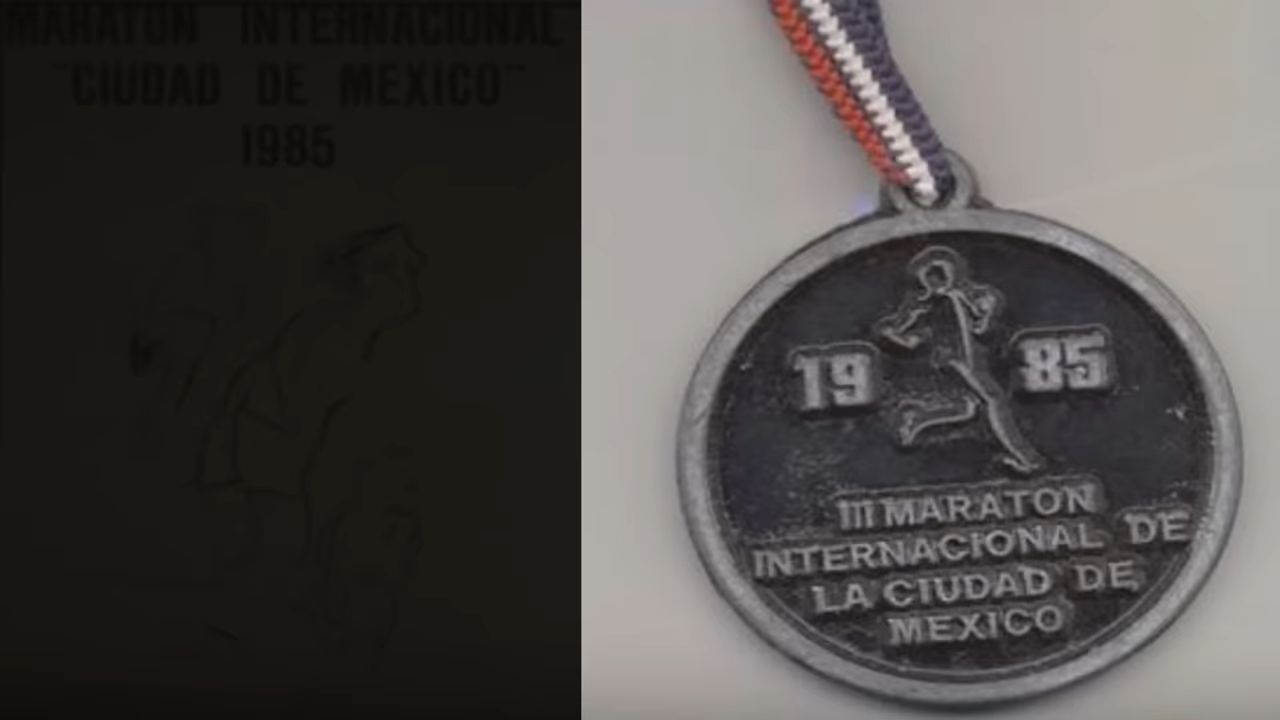 MARATON INTERNACIONAL
"CIUDAD DE MEXICO"
1985
19 85
III MARATON
INTERNACIONAL DE
LA CIUDAD DE
MEXICO